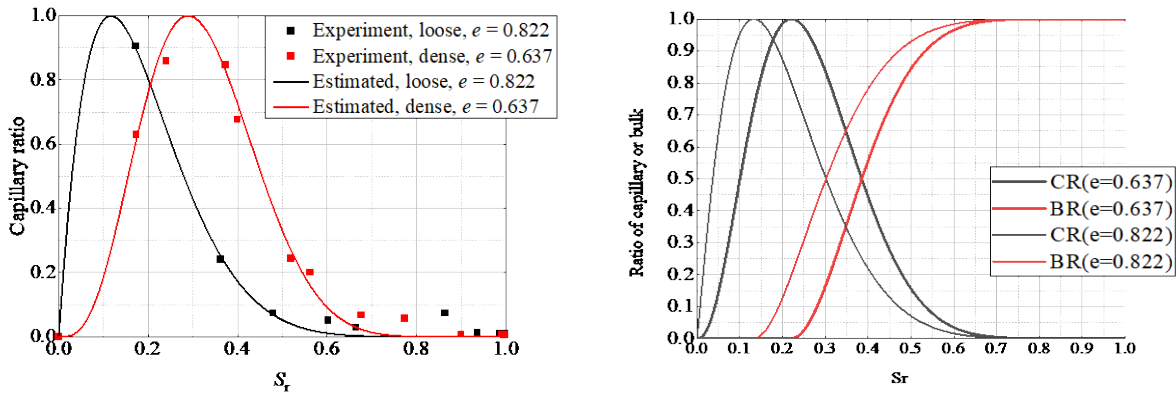 Capillary ratio
1.0
0.8
0.6
0.4
0.2
0.0
0.0 0.2 0.4 0.6 0.8 1.0
Sr
Experiment, loose, e = 0.822
Experiment, dense, e = 0.637
Estimated, loose, e = 0.822
Estimated, dense, e = 0.637
Ratio of capillary or bulk
1.0
0.9
0.8
0.7
0.6
0.5
0.4
0.3
0.2
0.1
0.0
0.0 0.1 0.2 0.3 0.4 0.5 0.6 0.7 0.8 0.9 1.0
Sr
CR(e=0.637)
BR(e=0.637)
CR(e=0.822)
BR(e=0.822)